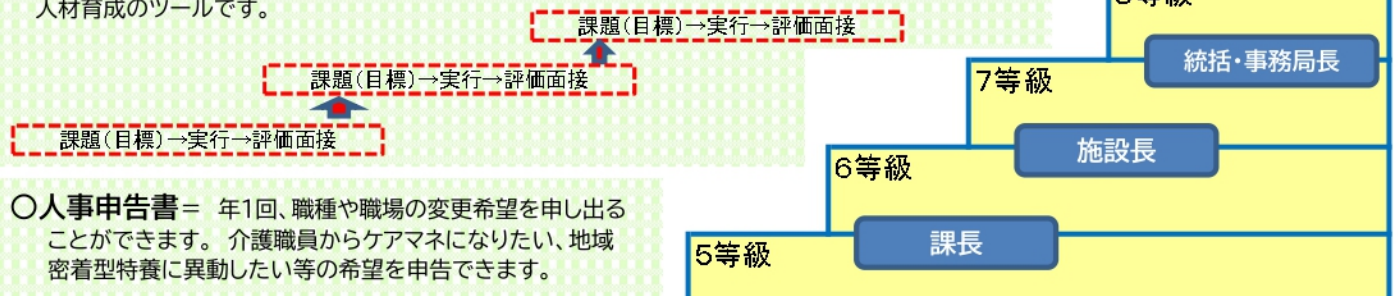 人材育成のツールです。
課題(目標)→実行→評価面接
課題(目標)→実行→評価面接
課題(目標)→実行→評価面接
〇人事申告書= 年1回、職種や職場の変更希望を申し出る
ことができます。 介護職員からケアマネになりたい、地域
密着型特養に異動したい等の希望を申告できます。
統括・事務局長
7等級
施設長
6等級
課長
5等級